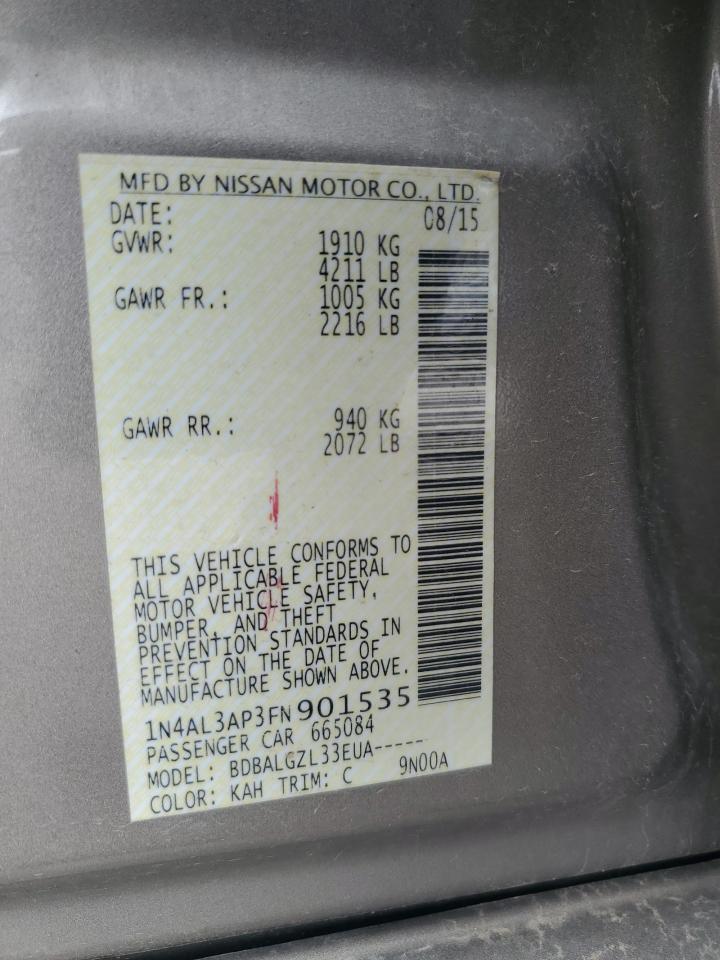 MFD BY NISSAN MOTOR CO., LTD.
DATE: 08/15
GVWR: 1910 KG
4211 LB
GAWR FR.: 1005 KG
2216 LB
GAWR RR.: 940 KG
2072 LB
THIS VEHICLE CONFORMS TO
ALL APPLICABLE FEDERAL
MOTOR VEHICLE SAFETY,
BUMPER, AND THEFT
PREVENTION STANDARDS IN
EFFECT ON THE DATE OF
MANUFACTURE SHOWN ABOVE.
1N4AL3AP3FN901535
PASSENGER CAR 665084
MODEL: BDBALGZL33EUA-----
COLOR: KAH TRIM: C 9N00A